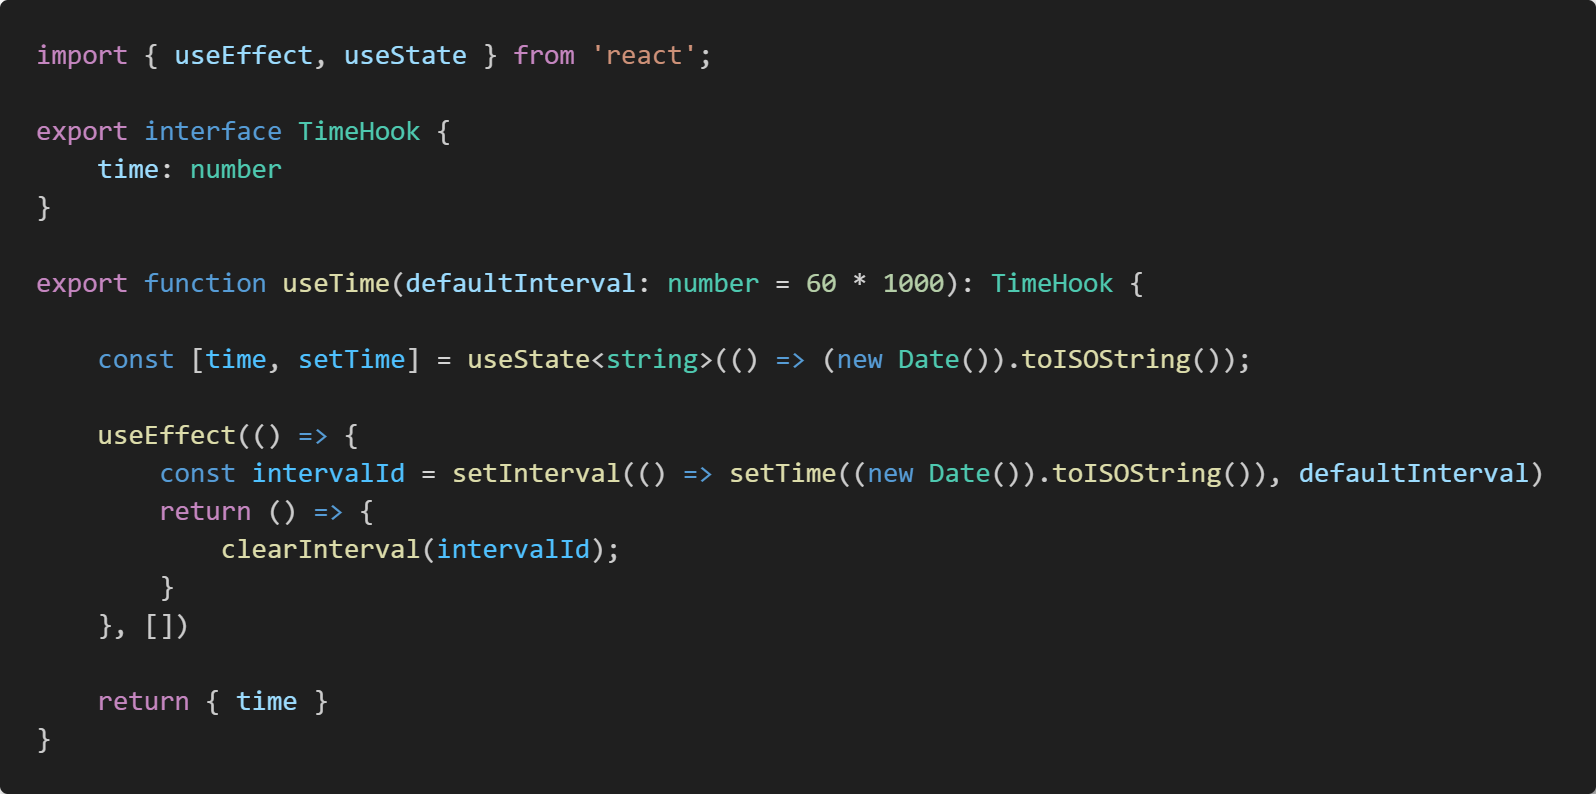 import { useEffect, useState } from 'react';
export interface TimeHook {
    time: number
}
export function useTime(defaultInterval: number = 60 * 1000): TimeHook {
    const [time, setTime] = useState<string>(() => (new Date()).toISOString());
    useEffect(() => {
        const intervalId = setInterval(() => setTime((new Date()).toISOString()), defaultInterval)
        return () => {
            clearInterval(intervalId);
        }
    }, [])
    return { time }
}